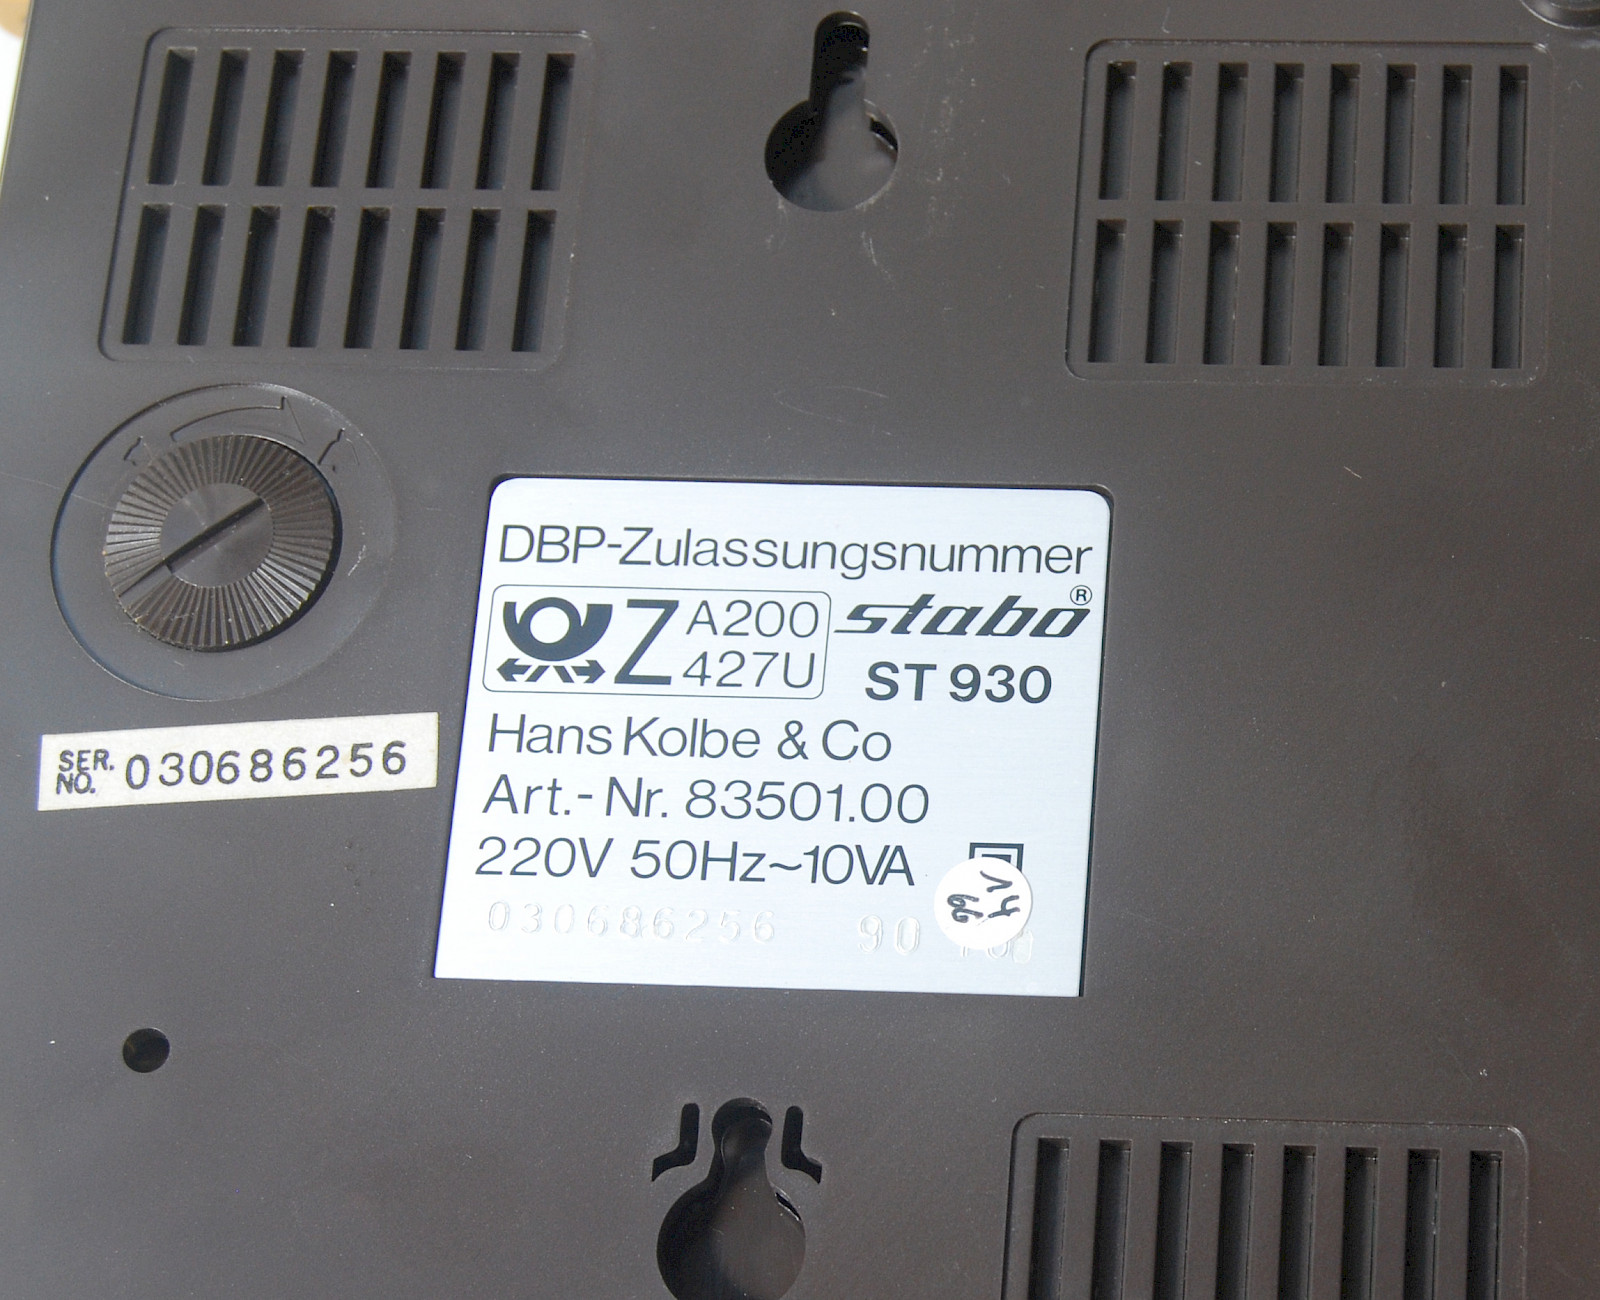 DBP-Zulassungsnummer
Z A200
427U
stabo®
ST 930
Hans Kolbe & Co
Art.-Nr. 83501.00
220V 50Hz~10VA
030686256 90
SER.
NO. 030686256